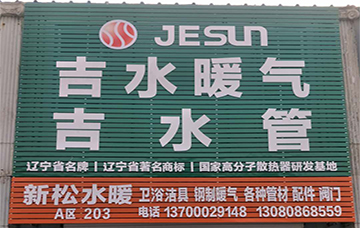 JESUN
吉水暖气
吉水管
辽宁省名牌 | 辽宁省著名商标 | 国家高分子散热器研发基地
新松水暖 卫浴洁具 钢制暖气 各种管材 配件 阀门
A区 203 电话 13700029148 13080868559